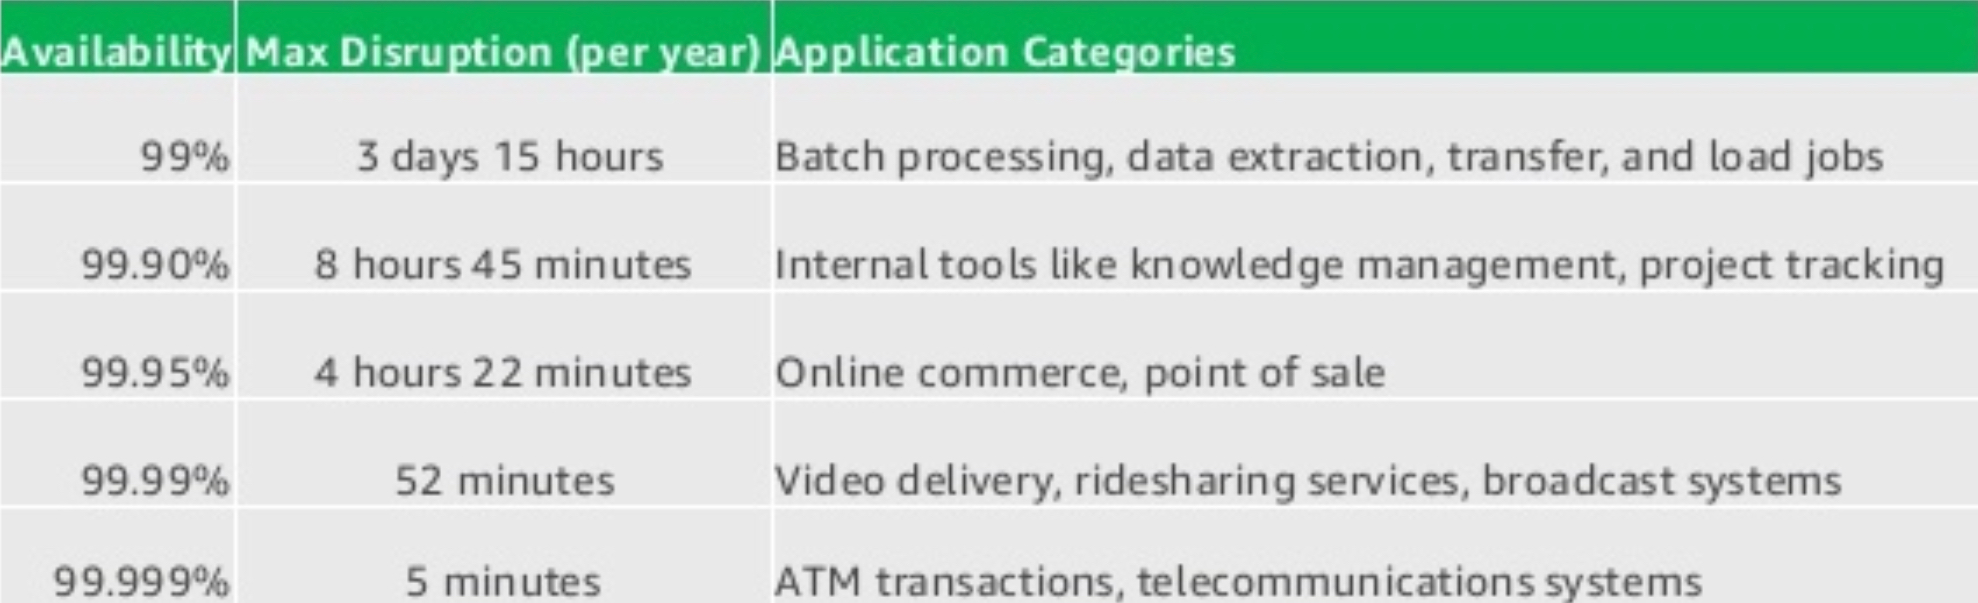 Availability Max Disruption (per year) Application Categories
99% 3 days 15 hours Batch processing, data extraction, transfer, and load jobs
99.90% 8 hours 45 minutes Internal tools like knowledge management, project tracking
99.95% 4 hours 22 minutes Online commerce, point of sale
99.99% 52 minutes Video delivery, ridesharing services, broadcast systems
99.999% 5 minutes ATM transactions, telecommunications systems